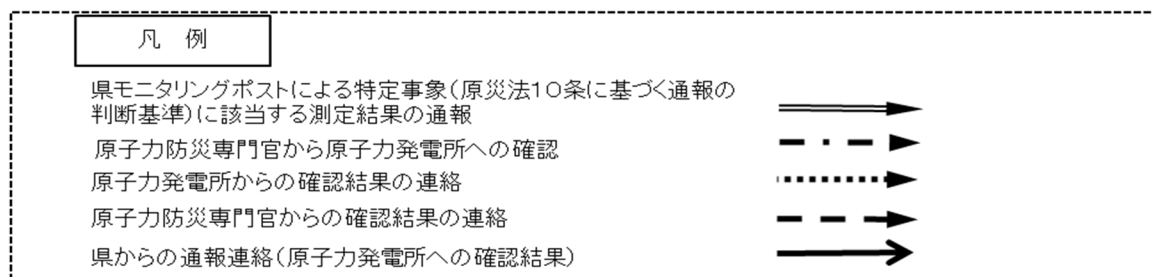 凡　例
県モニタリングポストによる特定事象(原災法10条に基づく通報の
判断基準)に該当する測定結果の通報
原子力防災専門官から原子力発電所への確認
原子力発電所からの確認結果の連絡
原子力防災専門官からの確認結果の連絡
県からの通報連絡(原子力発電所への確認結果)